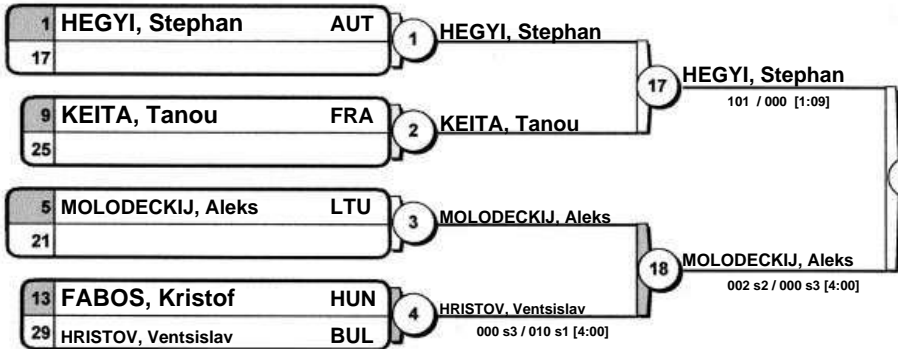 1 HEGYI, Stephan AUT
17
1 HEGYI, Stephan
9 KEITA, Tanou FRA
25
2 KEITA, Tanou
17 HEGYI, Stephan
101 / 000 [1:09]
5 MOLODECKIJ, Aleks LTU
21
3 MOLODECKIJ, Aleks
13 FABOS, Kristof HUN
29 HRISTOV, Ventsislav BUL
4 HRISTOV, Ventsislav
000 s3 / 010 s1 [4:00]
18 MOLODECKIJ, Aleks
002 s2 / 000 s3 [4:00]